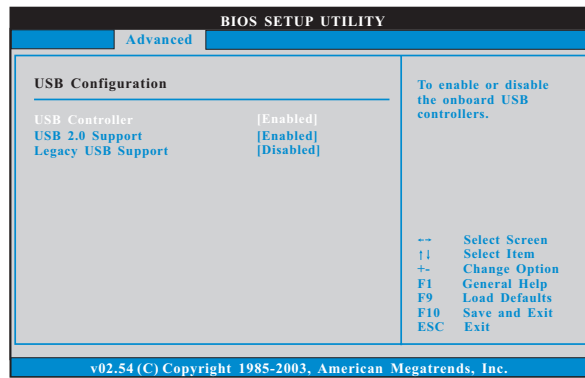 BIOS SETUP UTILITY
Advanced
USB Configuration
USB Controller [Enabled]
USB 2.0 Support [Enabled]
Legacy USB Support [Disabled]
To enable or disable
the onboard USB
controllers.
←→ Select Screen
↑↓ Select Item
+- Change Option
F1 General Help
F9 Load Defaults
F10 Save and Exit
ESC Exit
v02.54 (C) Copyright 1985-2003, American Megatrends, Inc.